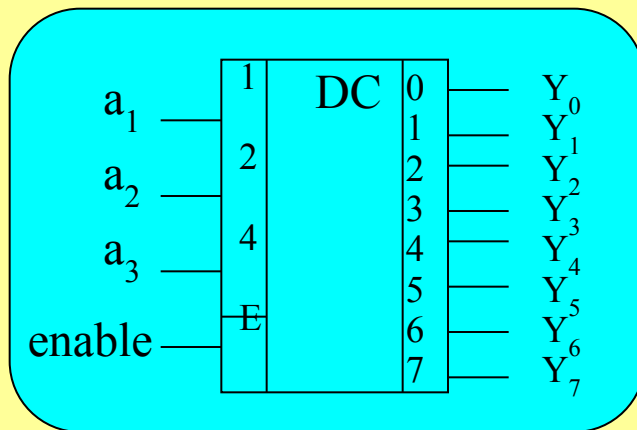 1 DC 0 Y₀
a₁ 1 Y₁
2 2 Y₂
a₂ 3 Y₃
4 4 Y₄
a₃ 5 Y₅
E 6 Y₆
enable 7 Y₇